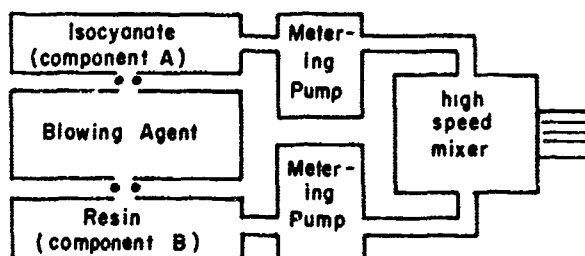 Isocyanate
(component A)
Meter-
ing
Pump
Blowing Agent
high
speed
mixer
Resin
(component B)
Meter-
ing
Pump